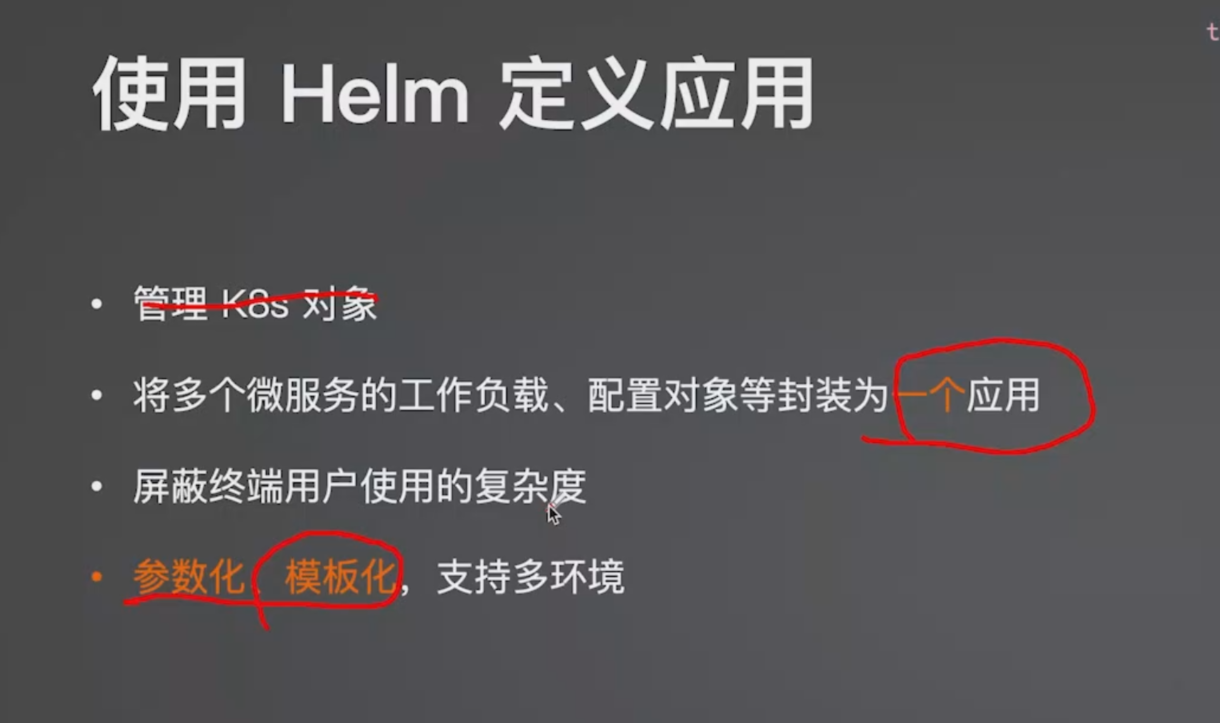 t
使用 Helm 定义应用
• 管理 K8s 对象
• 将多个微服务的工作负载、配置对象等封装为一个应用
• 屏蔽终端用户使用的复杂度
• 参数化、模板化，支持多环境